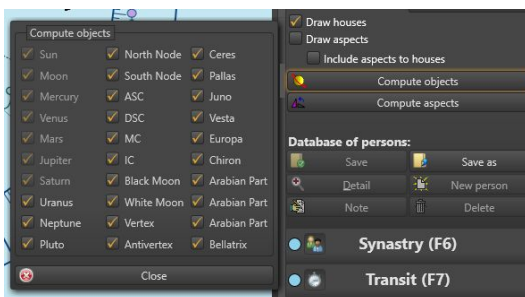 Compute objects
Sun
North Node
Ceres
Moon
South Node
Pallas
Mercury
ASC
Juno
Venus
DSC
Vesta
Mars
MC
Europa
Jupiter
IC
Chiron
Saturn
Black Moon
Arabian Part
Uranus
White Moon
Arabian Part
Neptune
Vertex
Arabian Part
Pluto
Antivertex
Bellatrix
Close
Draw houses
Draw aspects
Include aspects to houses
Compute objects
Compute aspects
Database of persons:
Save
Save as
Detail
New person
Note
Delete
Synastry (F6)
Transit (F7)